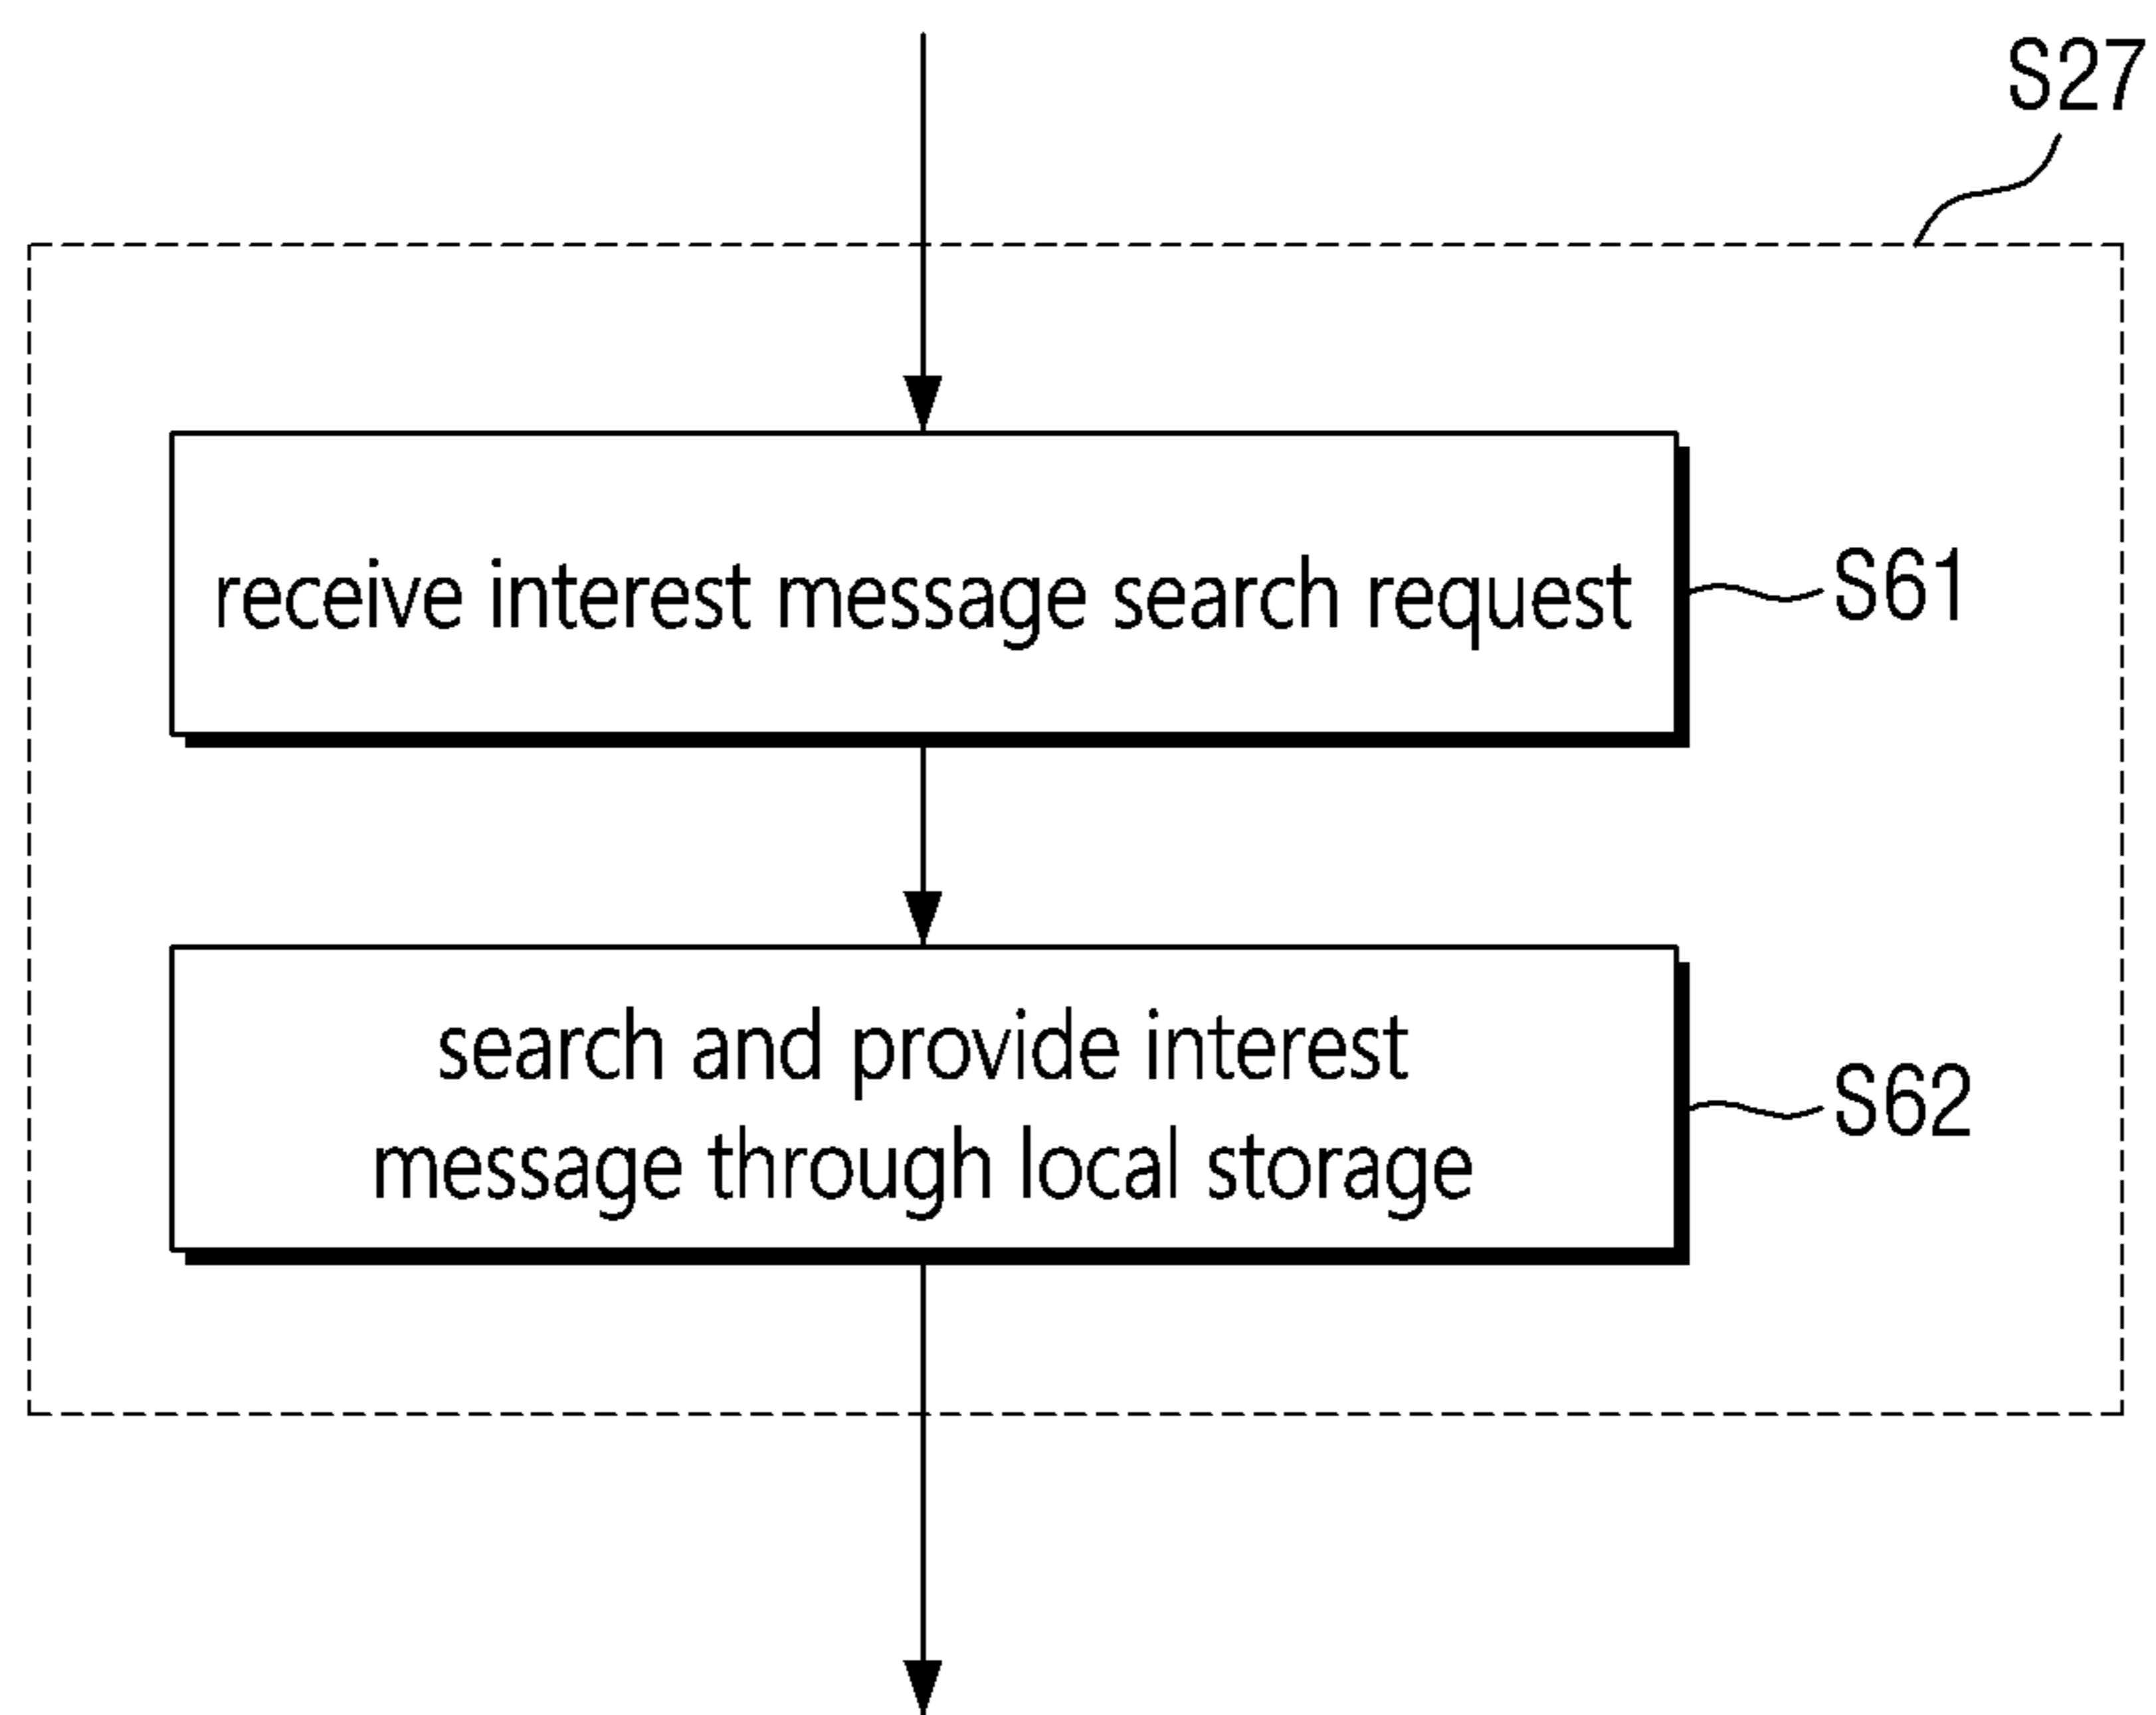 S27
receive interest message search request
S61
search and provide interest
message through local storage
S62